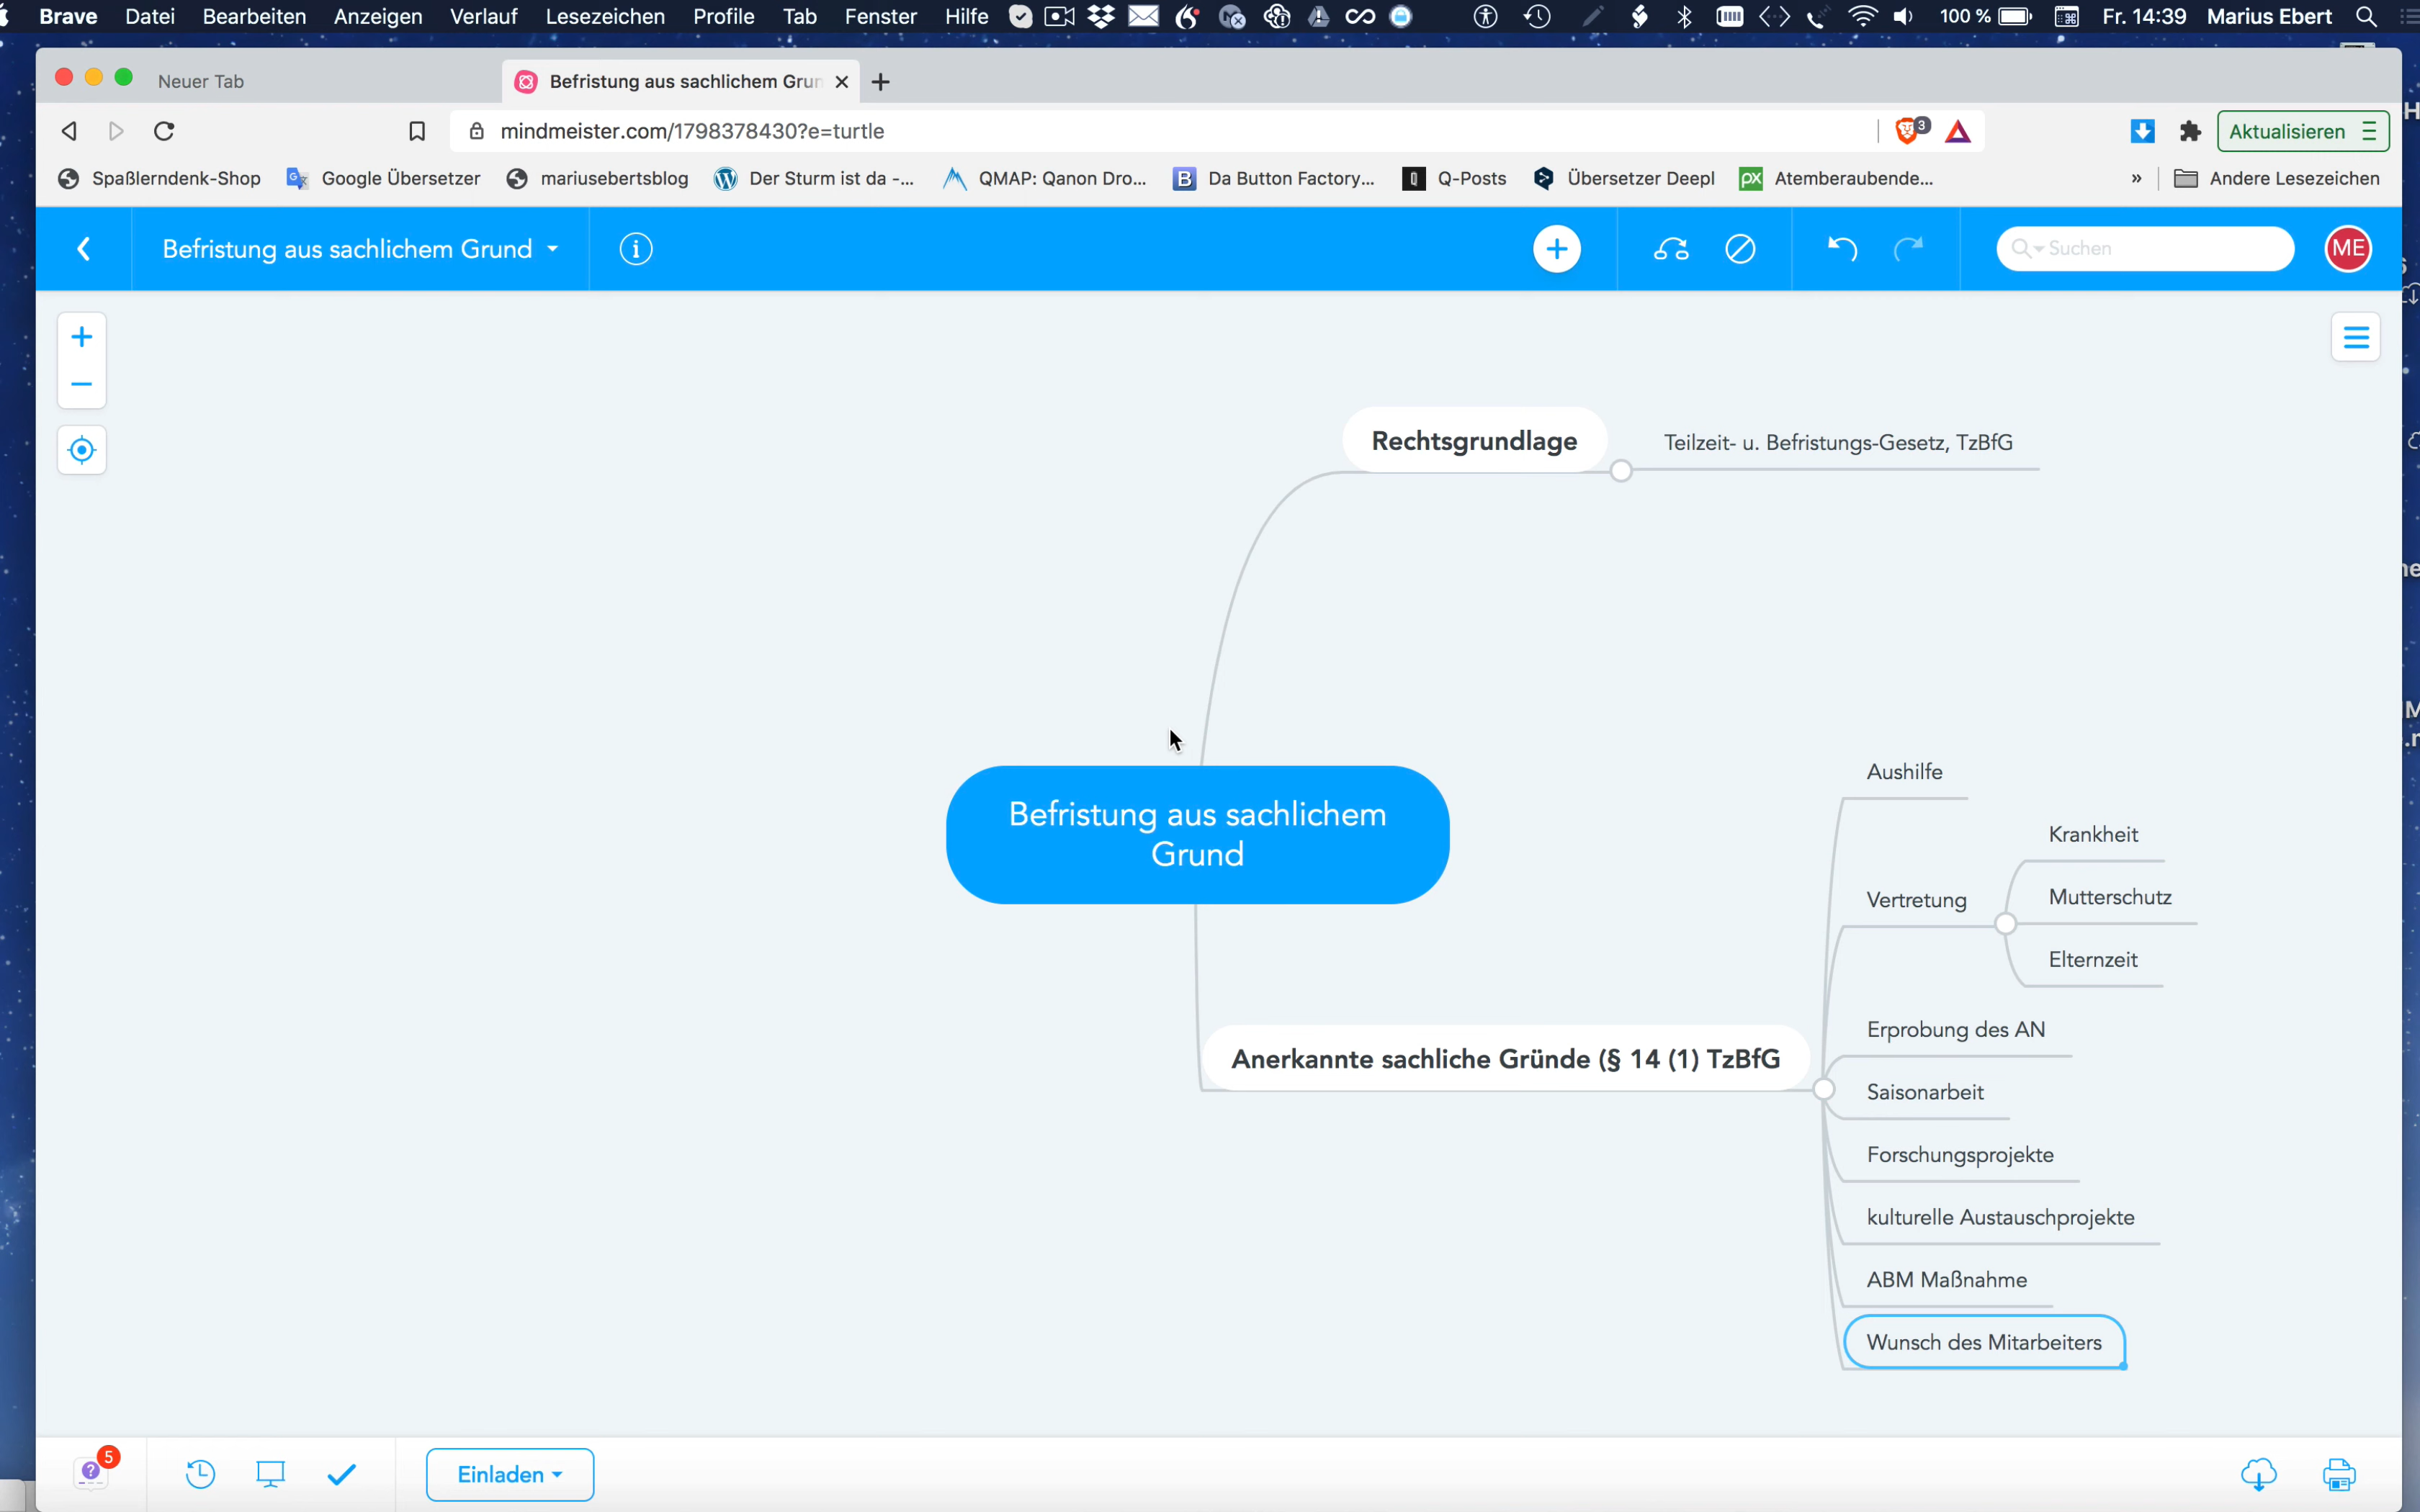 Brave Datei Bearbeiten Anzeigen Verlauf Lesezeichen Profile Tab Fenster Hilfe 100 % Fr. 14:39 Marius Ebert
Neuer Tab
Befristung aus sachlichem Grun
mindmeister.com/1798378430?e=turtle
3
Aktualisieren
Spaßlerndenk-Shop
Google Übersetzer
mariusebertsblog
Der Sturm ist da -...
QMAP: Qanon Dro...
B Da Button Factory...
Q-Posts
Übersetzer Deepl
px Atemberaubende...
»
Andere Lesezeichen
Befristung aus sachlichem Grund
Suchen
ME
Rechtsgrundlage
Teilzeit- u. Befristungs-Gesetz, TzBfG
Befristung aus sachlichem
Grund
Anerkannte sachliche Gründe (§ 14 (1) TzBfG
Aushilfe
Vertretung
Krankheit
Mutterschutz
Elternzeit
Erprobung des AN
Saisonarbeit
Forschungsprojekte
kulturelle Austauschprojekte
ABM Maßnahme
Wunsch des Mitarbeiters
5
Einladen